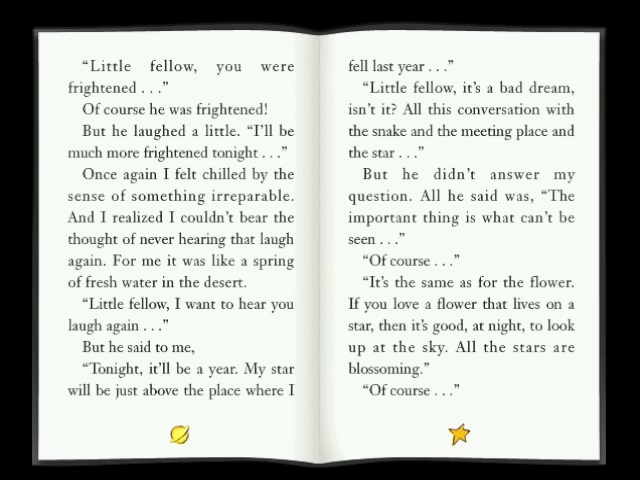 “Little fellow, you were
frightened . . .”
Of course he was frightened!
But he laughed a little. “I’ll be
much more frightened tonight . . .”
Once again I felt chilled by the
sense of something irreparable.
And I realized I couldn’t bear the
thought of never hearing that laugh
again. For me it was like a spring
of fresh water in the desert.
“Little fellow, I want to hear you
laugh again . . .”
But he said to me,
“Tonight, it’ll be a year. My star
will be just above the place where I
fell last year . . .”
“Little fellow, it’s a bad dream,
isn’t it? All this conversation with
the snake and the meeting place and
the star . . .”
But he didn’t answer my
question. All he said was, “The
important thing is what can’t be
seen . . .”
“Of course . . .”
“It’s the same as for the flower.
If you love a flower that lives on a
star, then it’s good, at night, to look
up at the sky. All the stars are
blossoming.”
“Of course . . .”